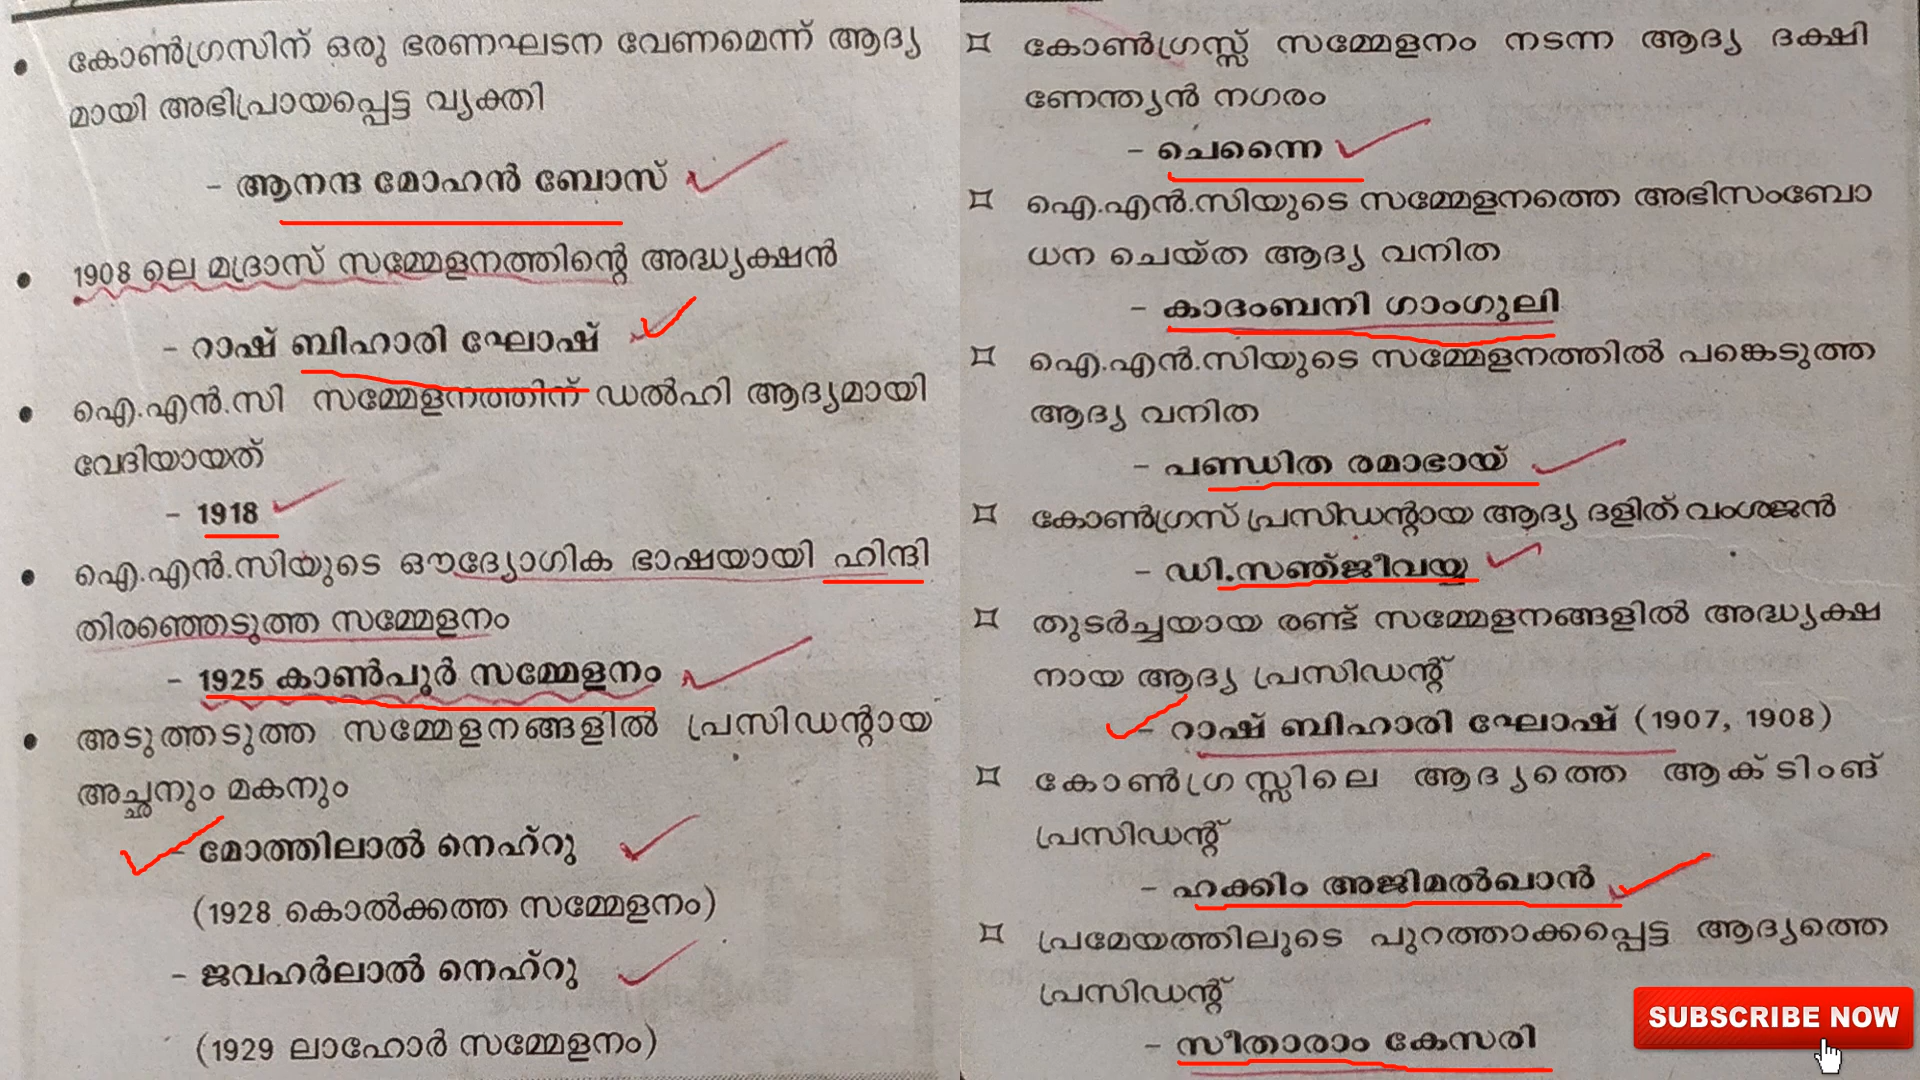 • കോൺഗ്രസിന് ഒരു ഭരണഘടന വേണമെന്ന് ആദ്യ
മായി അഭിപ്രായപ്പെട്ട വ്യക്തി
- ആനന്ദ മോഹൻ ബോസ്
• 1908 ലെ മദ്രാസ് സമ്മേളനത്തിന്റെ അദ്ധ്യക്ഷൻ
- റാഷ് ബിഹാരി ഘോഷ്
• ഐ.എൻ.സി സമ്മേളനത്തിന് ഡൽഹി ആദ്യമായി
വേദിയായത്
- 1918
• ഐ.എൻ.സിയുടെ ഔദ്യോഗിക ഭാഷയായി ഹിന്ദി
തിരഞ്ഞെടുത്ത സമ്മേളനം
- 1925 കാൺപൂർ സമ്മേളനം
• അടുത്തടുത്ത സമ്മേളനങ്ങളിൽ പ്രസിഡന്റായ
അച്ഛനും മകനും
- മോത്തിലാൽ നെഹ്റു
(1928 കൊൽക്കത്ത സമ്മേളനം)
- ജവഹർലാൽ നെഹ്റു
(1929 ലാഹോർ സമ്മേളനം)
കോൺഗ്രസ്സ് സമ്മേളനം നടന്ന ആദ്യ ദക്ഷി
ണേന്ത്യൻ നഗരം
- ചെന്നൈ
ഐ.എൻ.സിയുടെ സമ്മേളനത്തെ അഭിസംബോ
ധന ചെയ്ത ആദ്യ വനിത
- കാദംബനി ഗാംഗുലി
ഐ.എൻ.സിയുടെ സമ്മേളനത്തിൽ പങ്കെടുത്ത
ആദ്യ വനിത
- പണ്ഡിത രമാഭായ്
കോൺഗ്രസ് പ്രസിഡന്റായ ആദ്യ ദളിത് വംശജൻ
- ഡി.സഞ്ജീവയ്യ
തുടർച്ചയായ രണ്ട് സമ്മേളനങ്ങളിൽ അദ്ധ്യക്ഷ
നായ ആദ്യ പ്രസിഡന്റ്
- റാഷ് ബിഹാരി ഘോഷ് (1907, 1908)
കോൺഗ്രസ്സിലെ ആദ്യത്തെ ആക്ടിംങ്
പ്രസിഡന്റ്
- ഹക്കിം അജിമൽഖാൻ
പ്രമേയത്തിലൂടെ പുറത്താക്കപ്പെട്ട ആദ്യത്തെ
പ്രസിഡന്റ്
- സീതാറാം കേസരി
SUBSCRIBE NOW